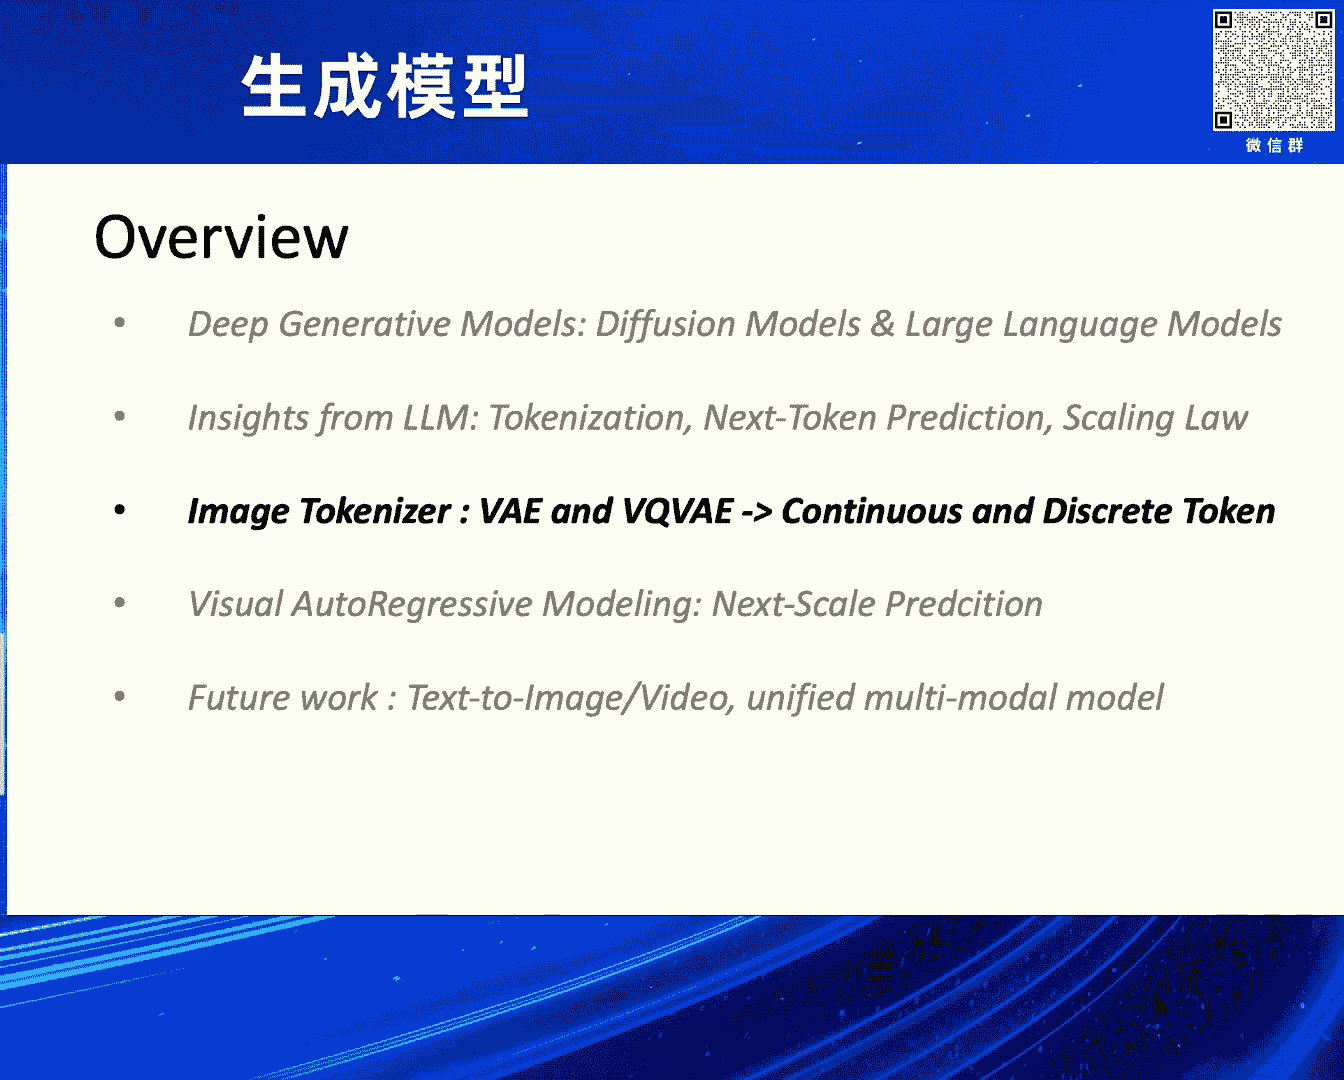 生成模型
微信群
Overview
• Deep Generative Models: Diffusion Models & Large Language Models
• Insights from LLM: Tokenization, Next-Token Prediction, Scaling Law
• Image Tokenizer : VAE and VQVAE -> Continuous and Discrete Token
• Visual AutoRegressive Modeling: Next-Scale Predcition
• Future work : Text-to-Image/Video, unified multi-modal model